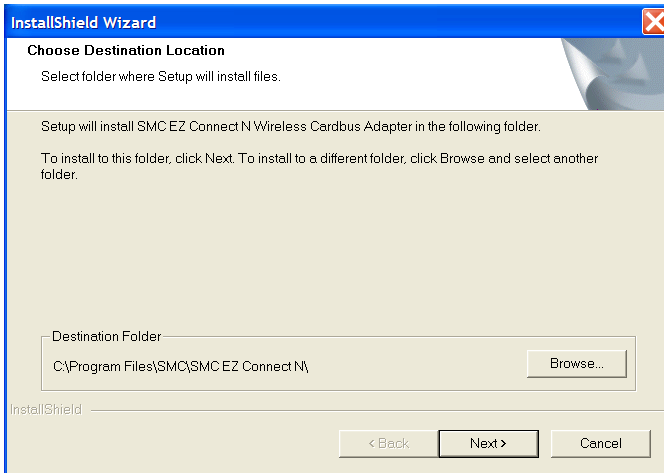 InstallShield Wizard
Choose Destination Location
Select folder where Setup will install files.
Setup will install SMC EZ Connect N Wireless Cardbus Adapter in the following folder.
To install to this folder, click Next. To install to a different folder, click Browse and select another
folder.
Destination Folder
C:\Program Files\SMC\SMC EZ Connect N\
Browse...
InstallShield
< Back
Next >
Cancel